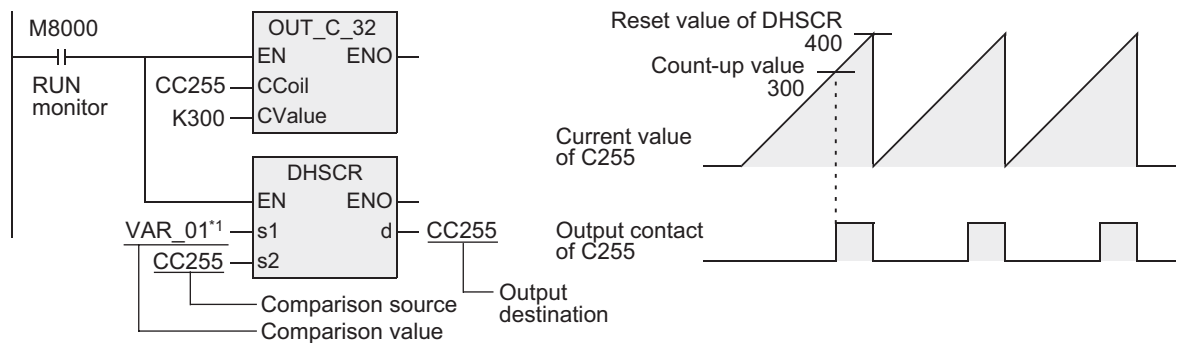 M8000
RUN
monitor
OUT_C_32
EN ENO
CC255 CCoil
K300 CValue
DHSCR
EN ENO
VAR_01*1 s1 d CC255
CC255 s2
Comparison source
Comparison value
Output
destination
Reset value of DHSCR
400
Count-up value
300
Current value
of C255
Output contact
of C255